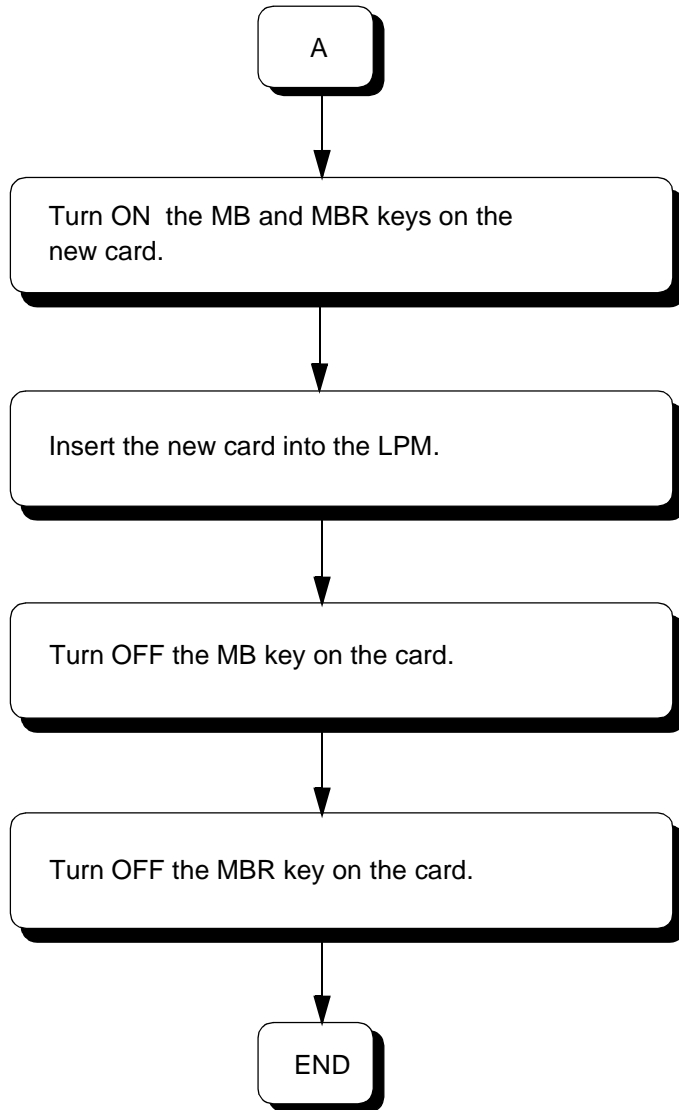 A
Turn ON  the MB and MBR keys on the
new card.
Insert the new card into the LPM.
Turn OFF the MB key on the card.
Turn OFF the MBR key on the card.
END